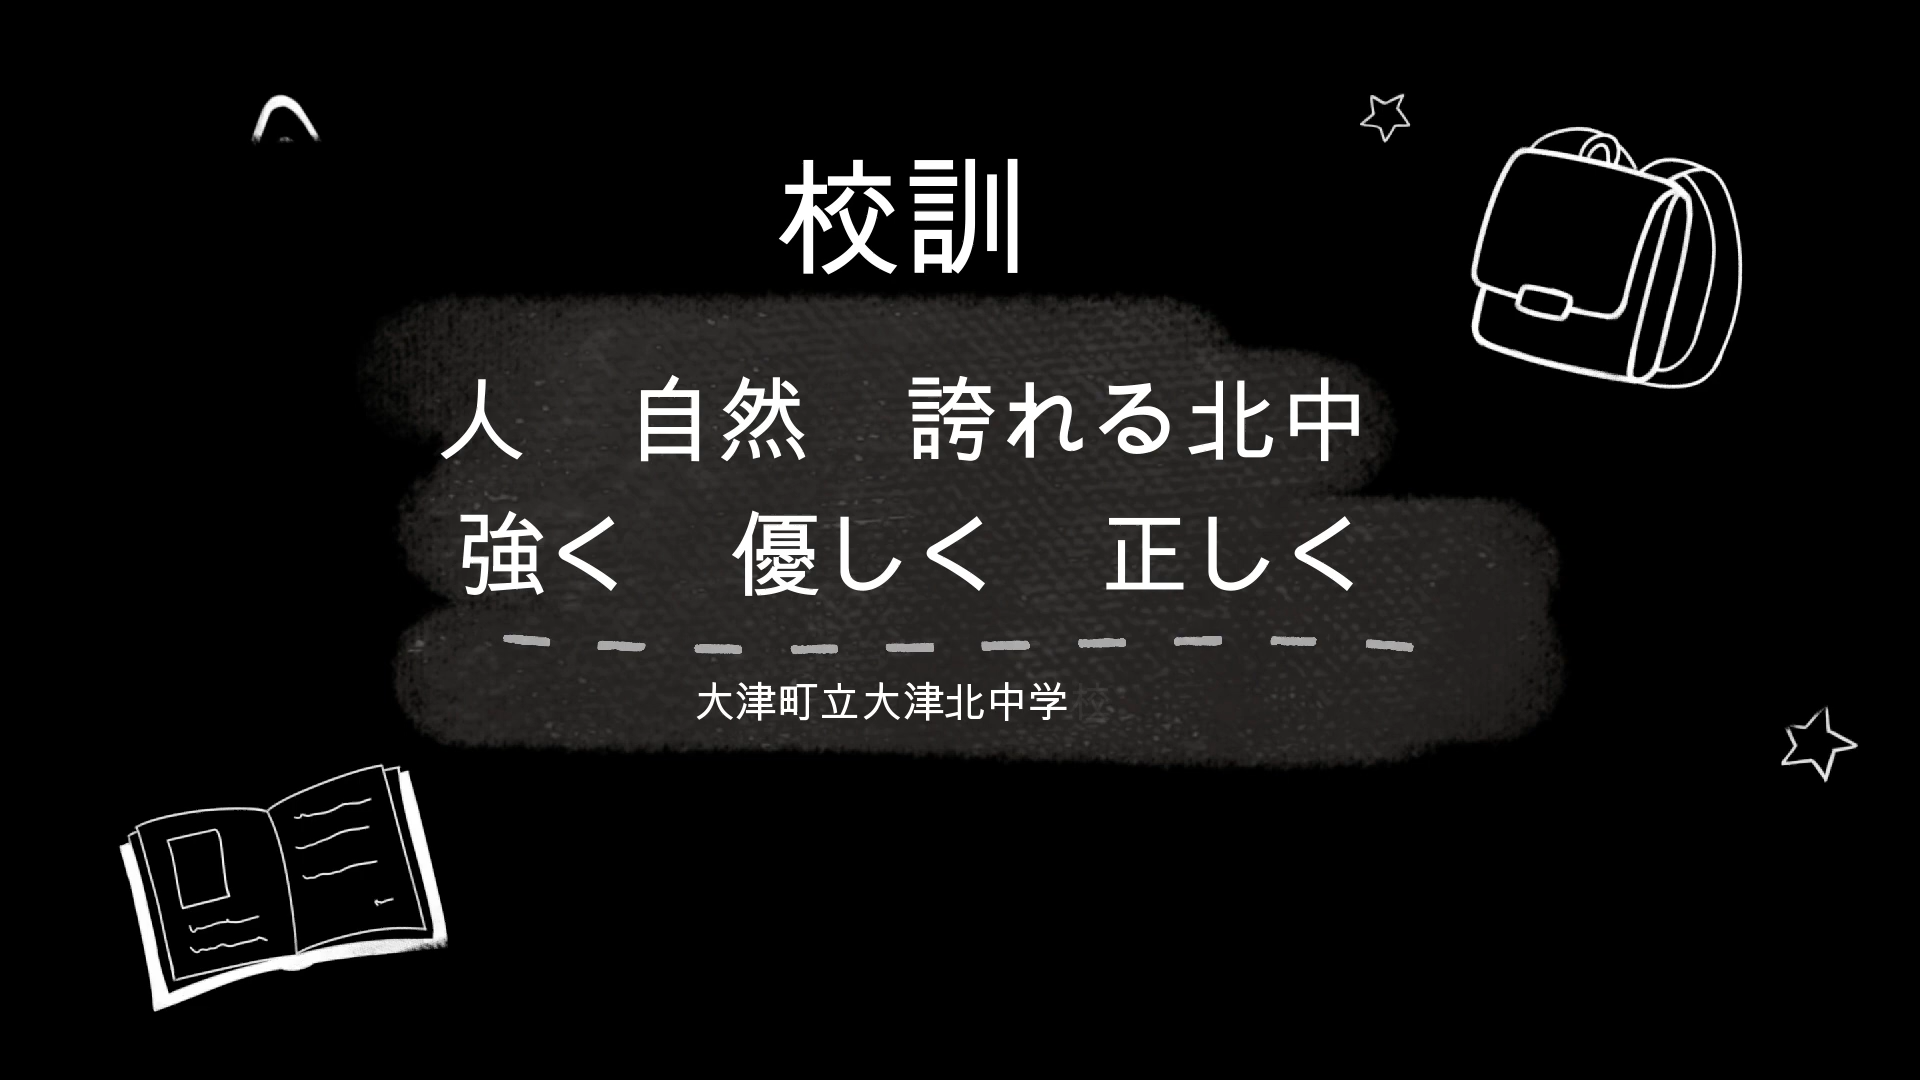 校訓
人　自然　誇れる北中
強く　優しく　正しく
大津町立大津北中学校